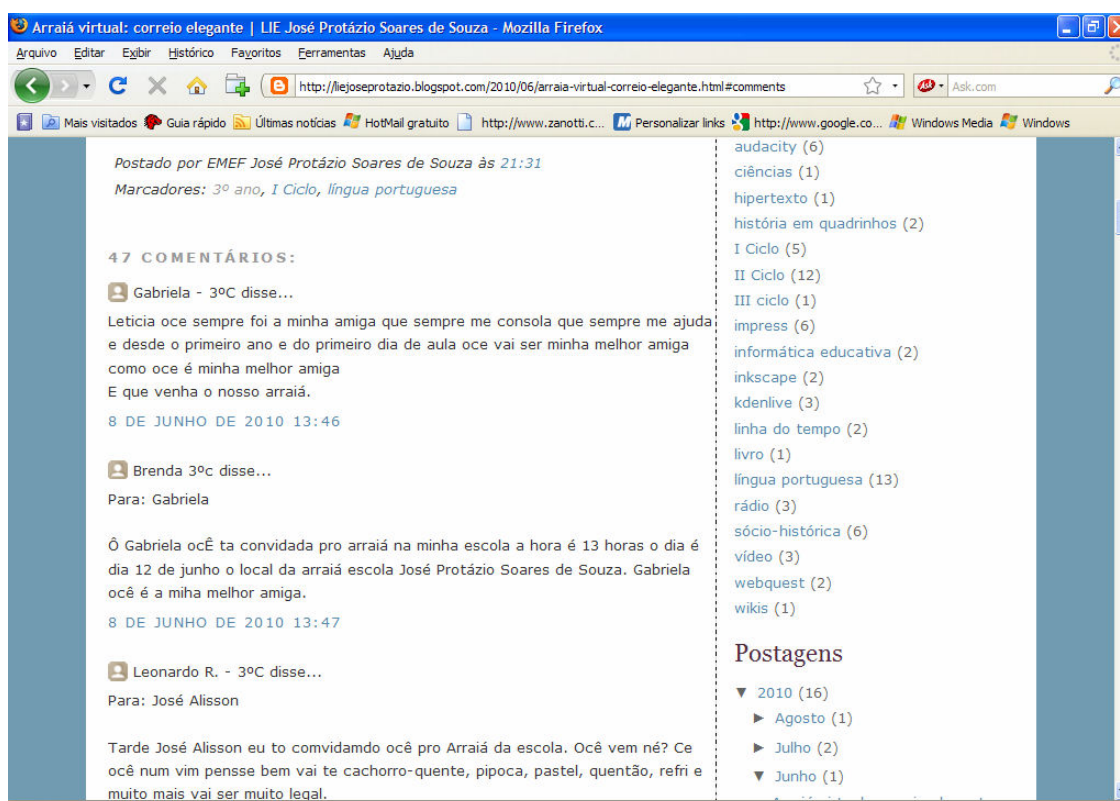 Arraiá virtual: correio elegante | LIE José Protázio Soares de Souza - Mozilla Firefox
Arquivo Editar Exibir Histórico Favoritos Ferramentas Ajuda
http://liejoseprotazio.blogspot.com/2010/06/arraia-virtual-correio-elegante.html#comments
Ask.com
Mais visitados Guia rápido Últimas notícias HotMail gratuito http://www.zanotti.c... Personalizar links http://www.google.co... Windows Media Windows
Postado por EMEF José Protázio Soares de Souza às 21:31
Marcadores: 3º ano, I Ciclo, língua portuguesa
47 COMENTÁRIOS:
Gabriela - 3ºC disse...
Leticia oce sempre foi a minha amiga que sempre me consola que sempre me ajuda
e desde o primeiro ano e do primeiro dia de aula oce vai ser minha melhor amiga
como oce é minha melhor amiga
E que venha o nosso arraiá.
8 DE JUNHO DE 2010 13:46
Brenda 3ºc disse...
Para: Gabriela
Ô Gabriela ocÊ ta convidada pro arraiá na minha escola a hora é 13 horas o dia é
dia 12 de junho o local da arraiá escola José Protázio Soares de Souza. Gabriela
ocê é a miha melhor amiga.
8 DE JUNHO DE 2010 13:47
Leonardo R. - 3ºC disse...
Para: José Alisson
Tarde José Alisson eu to comvidamdo ocê pro Arraiá da escola. Ocê vem né? Ce
ocê num vim pensse bem vai te cachorro-quente, pipoca, pastel, quentão, refri e
muito mais vai ser muito legal.
audacity (6)
ciências (1)
hipertexto (1)
história em quadrinhos (2)
I Ciclo (5)
II Ciclo (12)
III ciclo (1)
impress (6)
informática educativa (2)
inkscape (2)
kdenlive (3)
linha do tempo (2)
livro (1)
língua portuguesa (13)
rádio (3)
sócio-histórica (6)
vídeo (3)
webquest (2)
wikis (1)
Postagens
▼ 2010 (16)
► Agosto (1)
► Julho (2)
▼ Junho (1)